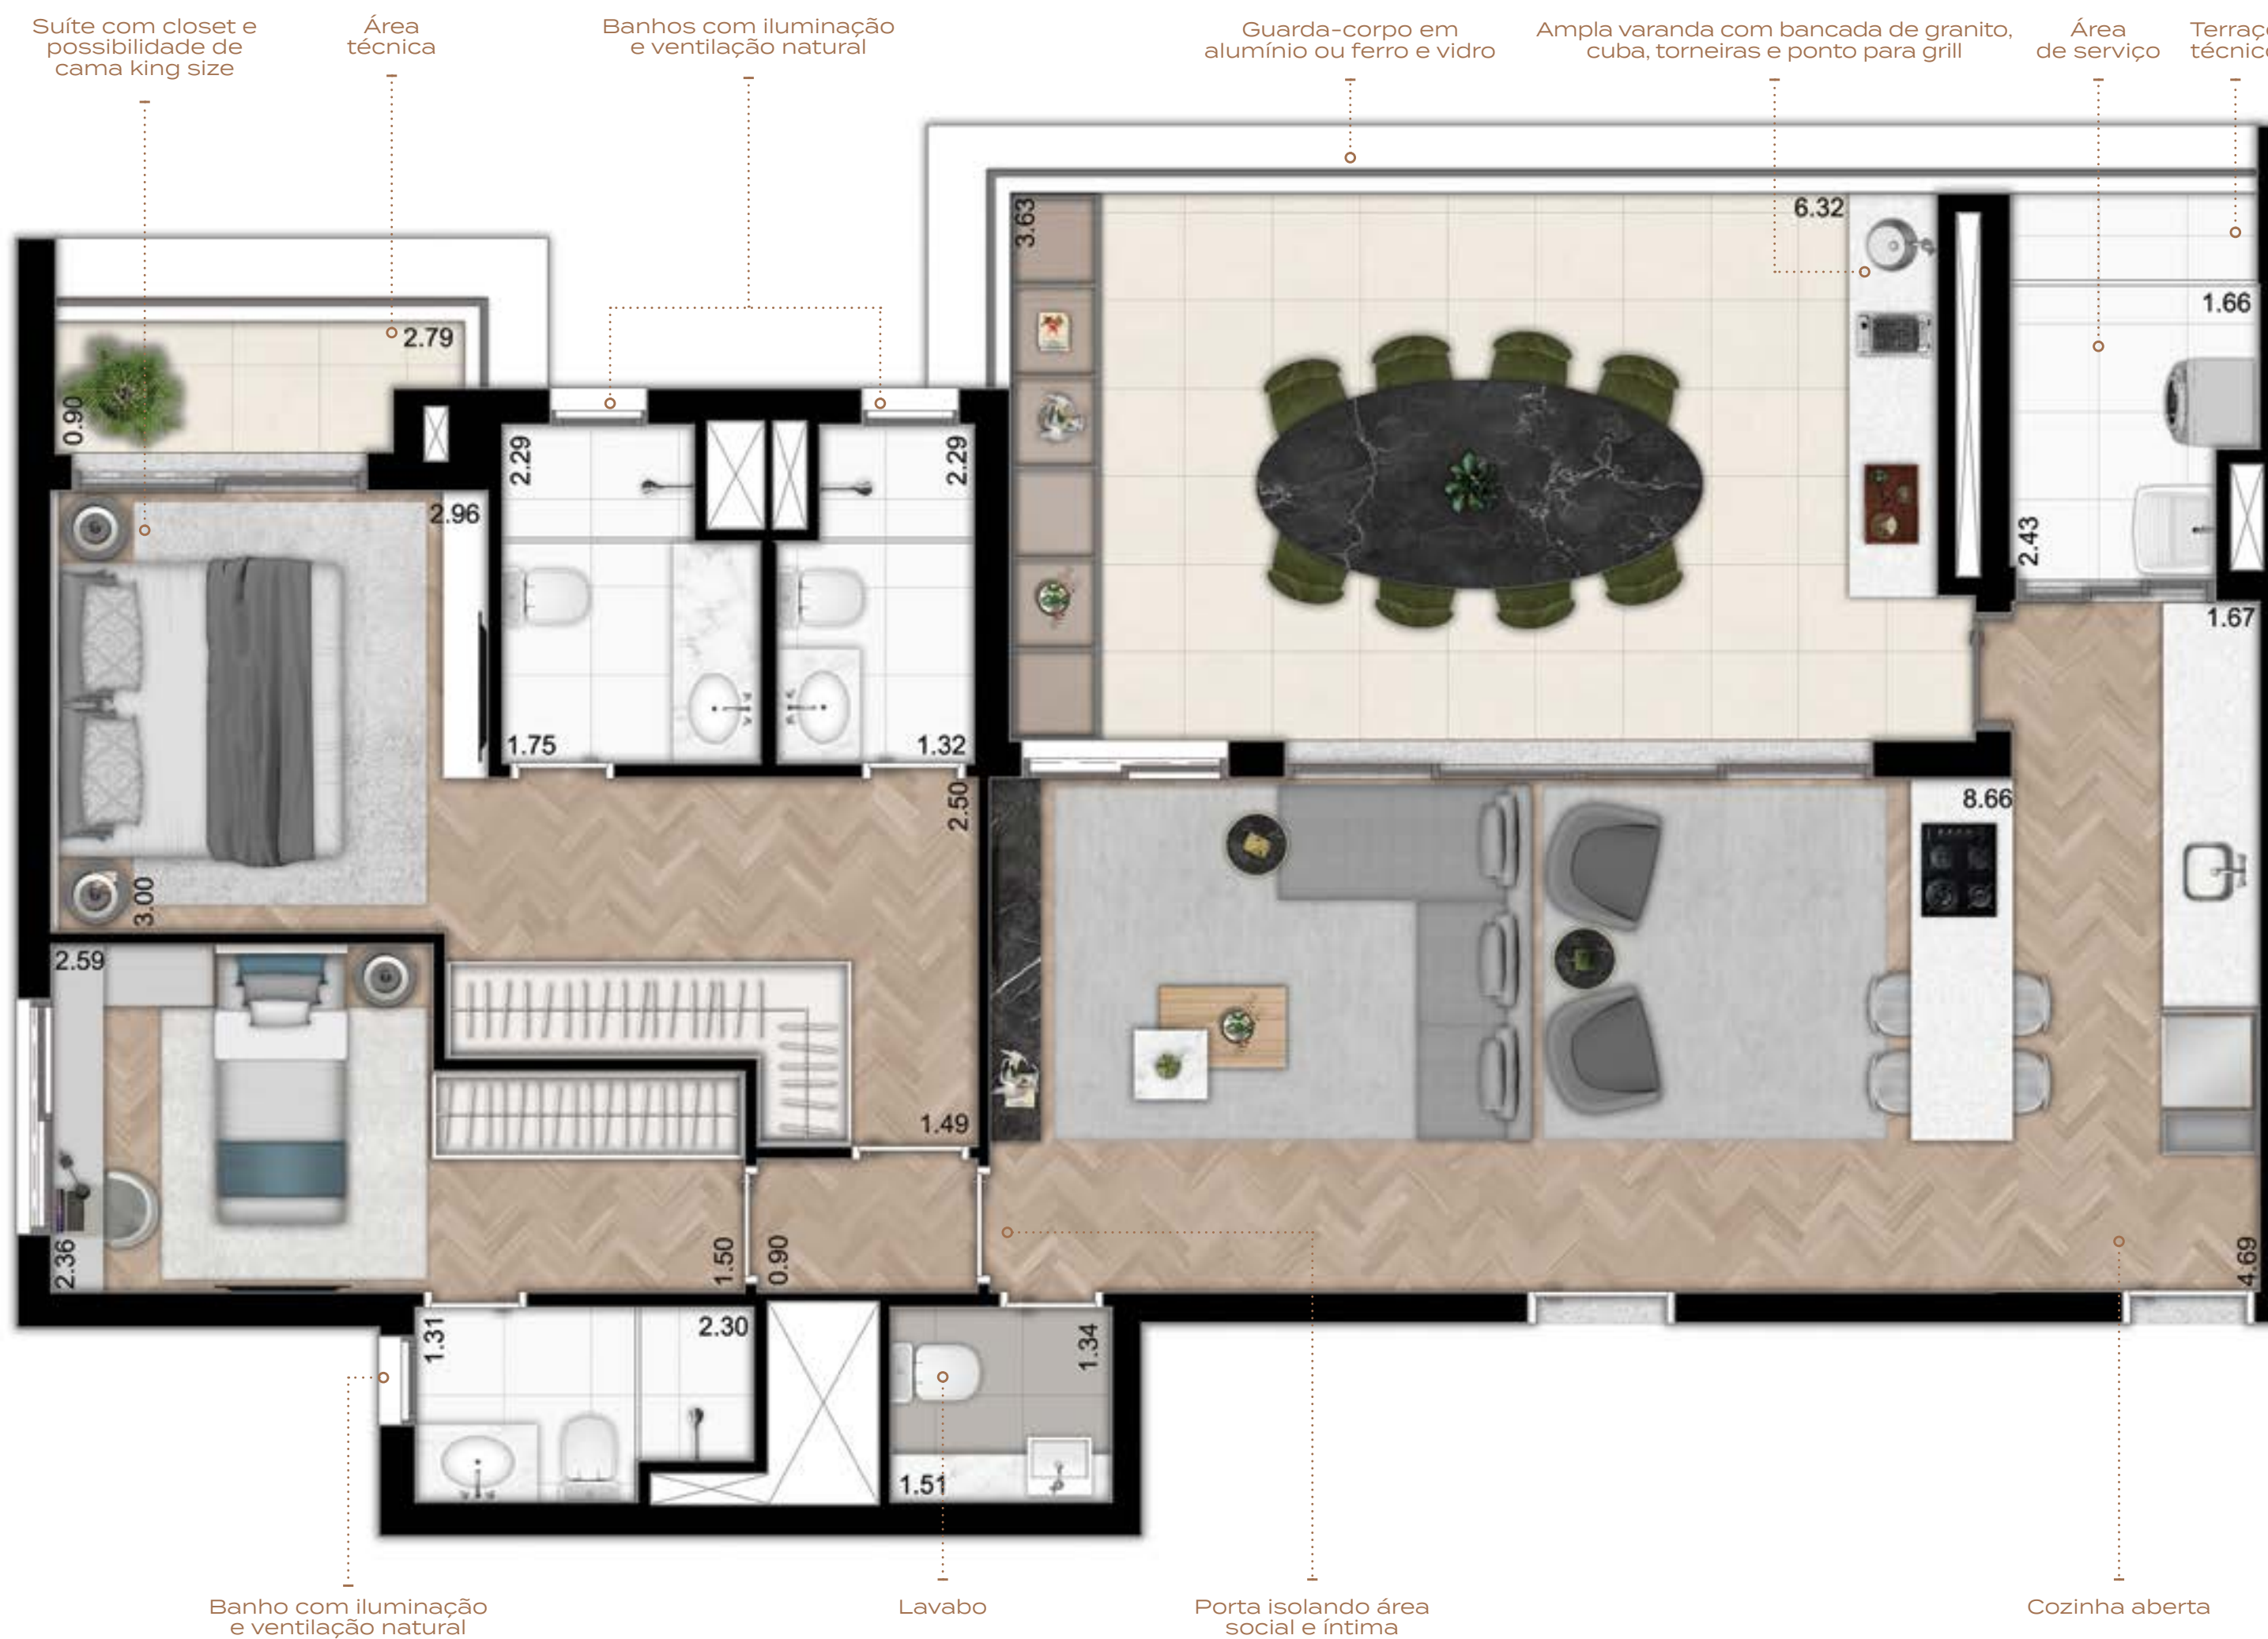 Suíte com closet e
possibilidade de
cama king size
Área
técnica
Banhos com iluminação
e ventilação natural
Guarda-corpo em
alumínio ou ferro e vidro
Ampla varanda com bancada de granito,
cuba, torneiras e ponto para grill
Área
de serviço
3.63
6.32
1.66
2.79
0.90
2.29
2.29
2.96
2.43
1.67
1.75
1.32
2.50
8.66
3.00
2.59
1.49
2.36
1.50
0.90
4.69
1.31
2.30
1.34
1.51
Banho com iluminação
e ventilação natural
Lavabo
Porta isolando área
social e íntima
Cozinha aberta